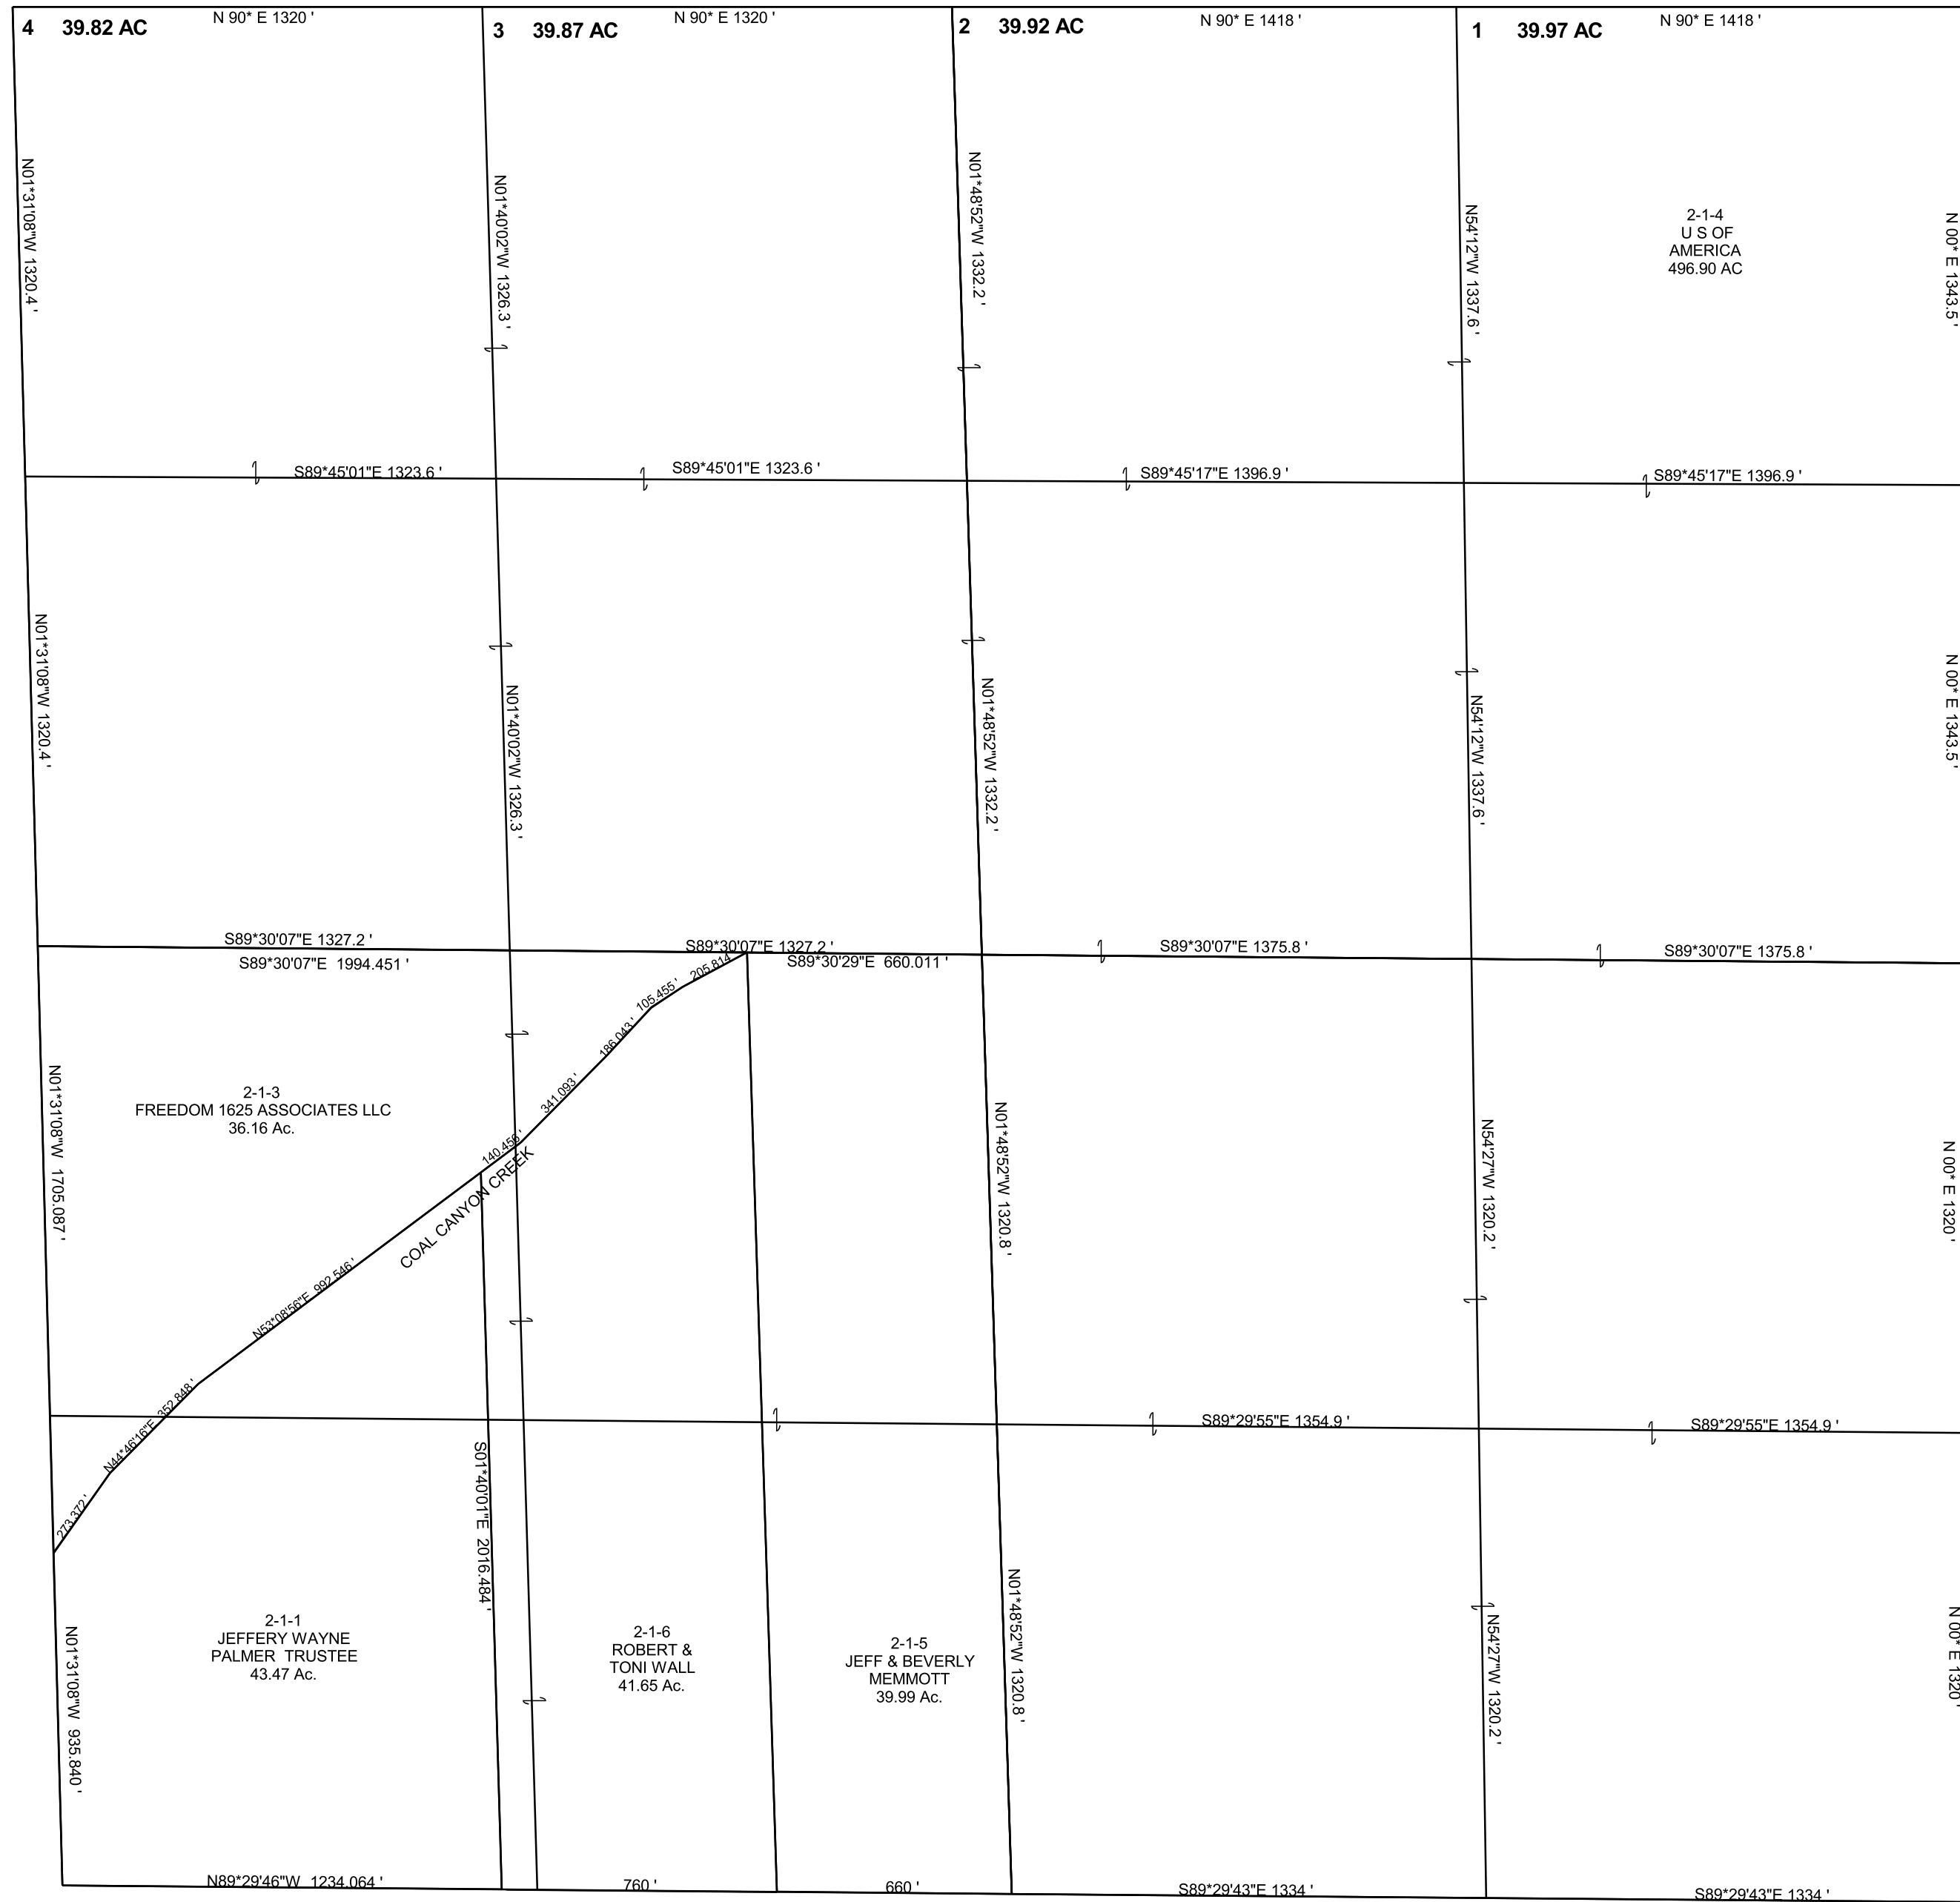 4 39.82 AC
N 90* E 1320 '
3 39.87 AC
N 90* E 1320 '
2 39.92 AC
N 90* E 1418 '
1 39.97 AC
N 90* E 1418 '
N01*31'08"W 1320.4 '
N01*40'02"W 1326.3 '
N01*48'52"W 1332.2 '
N54'12"W 1337.6 '
2-1-4
U S OF
AMERICA
496.90 AC
N 00* E 1343.5 '
S89*45'01"E 1323.6 '
S89*45'01"E 1323.6 '
S89*45'17"E 1396.9 '
S89*45'17"E 1396.9 '
N01*31'08"W 1320.4 '
N01*40'02"W 1326.3 '
N01*48'52"W 1332.2 '
N54'12"W 1337.6 '
N 00* E 1343.5 '
S89*30'07"E 1327.2 '
S89*30'07"E 1327.2 '
S89*30'07"E 1375.8 '
S89*30'07"E 1375.8 '
S89*30'07"E 1994.451 '
S89*30'29"E 660.011 '
205.814 '
105.455 '
186.043 '
341.093 '
140.456 '
COAL CANYON CREEK
N53*08'56"E 992.546 '
N44*46'16"E 352.848 '
273.372 '
2-1-3
FREEDOM 1625 ASSOCIATES LLC
36.16 Ac.
N01*31'08"W 1705.087 '
N01*48'52"W 1320.8 '
N54'27"W 1320.2 '
N 00* E 1320 '
S89*29'55"E 1354.9 '
S89*29'55"E 1354.9 '
S01*40'01"E 2016.484 '
2-1-1
JEFFERY WAYNE
PALMER TRUSTEE
43.47 Ac.
2-1-6
ROBERT &
TONI WALL
41.65 Ac.
2-1-5
JEFF & BEVERLY
MEMMOTT
39.99 Ac.
N01*31'08"W 935.840 '
N01*48'52"W 1320.8 '
N54'27"W 1320.2 '
N 00* E 1320 '
N89*29'46"W 1234.064 '
760 '
660 '
S89*29'43"E 1334 '
S89*29'43"E 1334 '